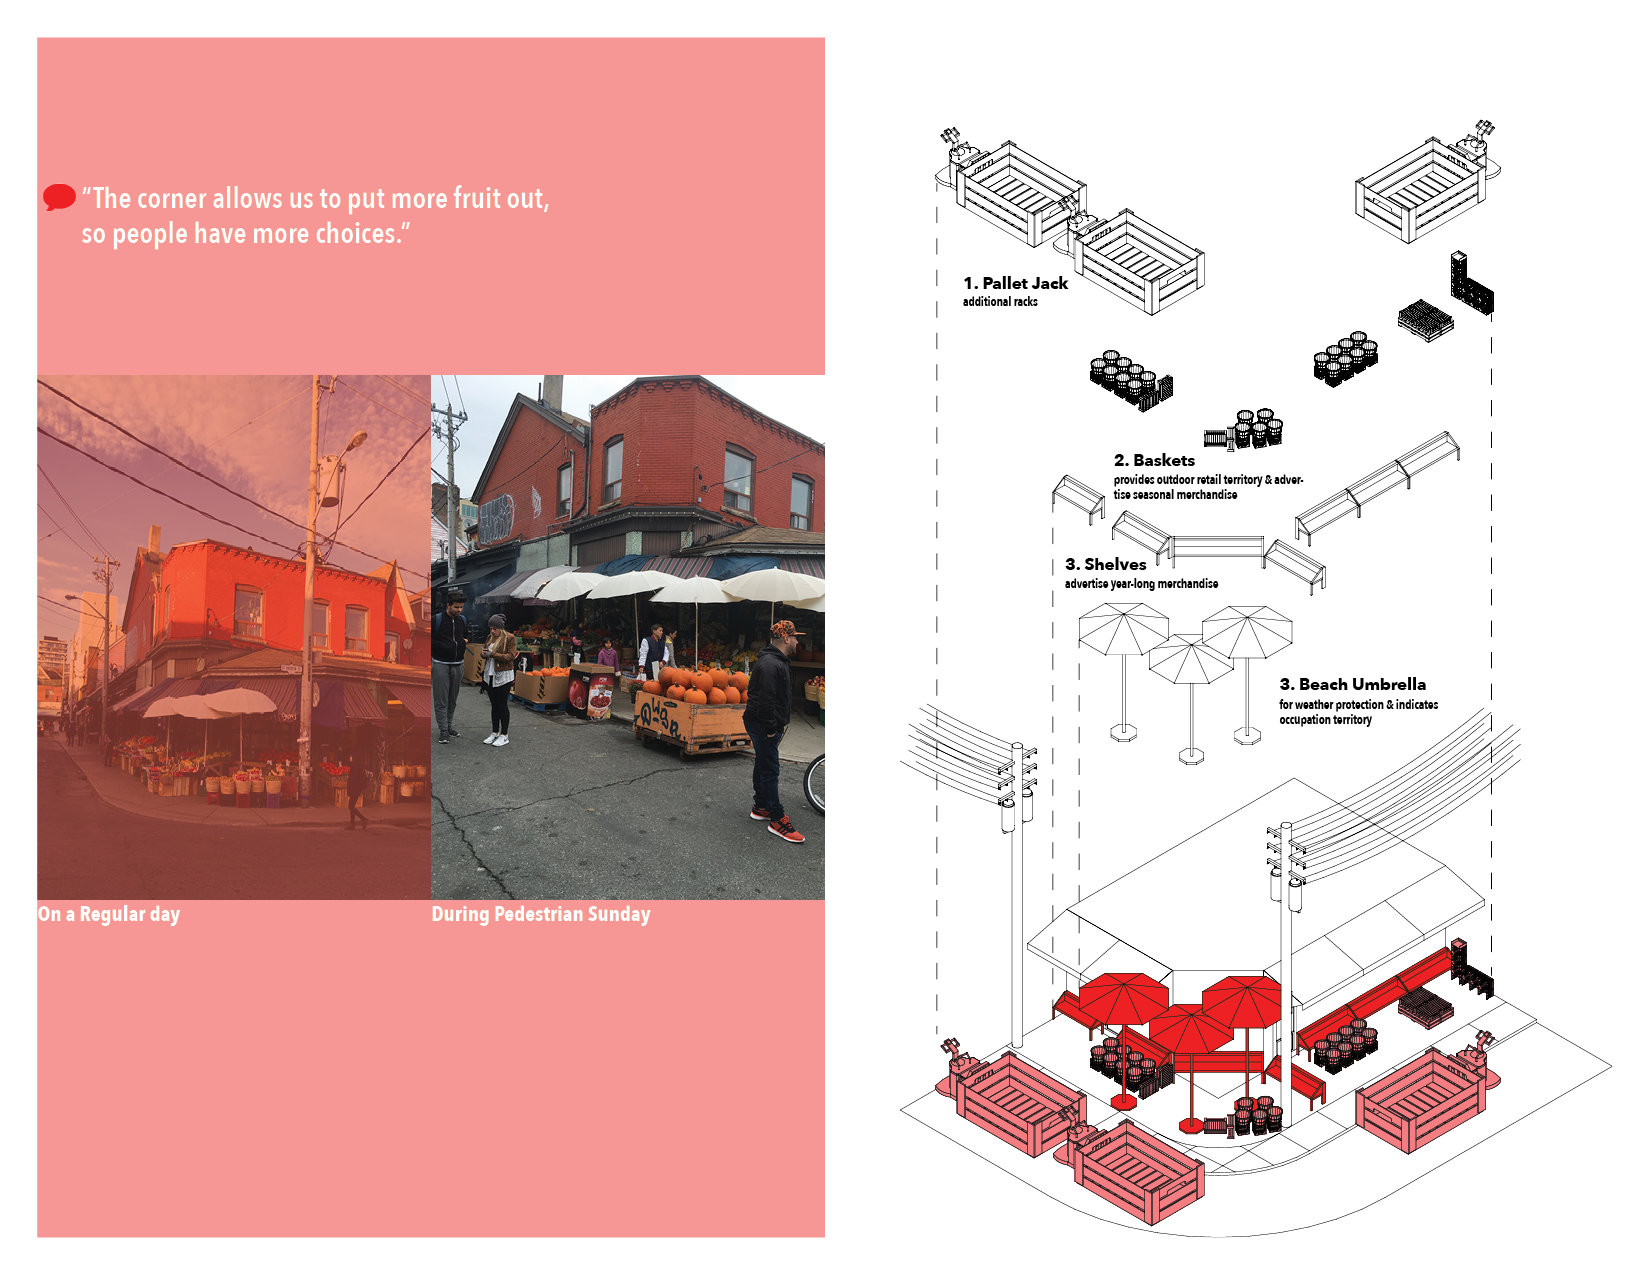 “The corner allows us to put more fruit out,
so people have more choices.”
On a Regular day
During Pedestrian Sunday
1. Pallet Jack
additional racks
2. Baskets
provides outdoor retail territory & adver-
tise seasonal merchandise
3. Shelves
advertise year-long merchandise
3. Beach Umbrella
for weather protection & indicates
occupation territory